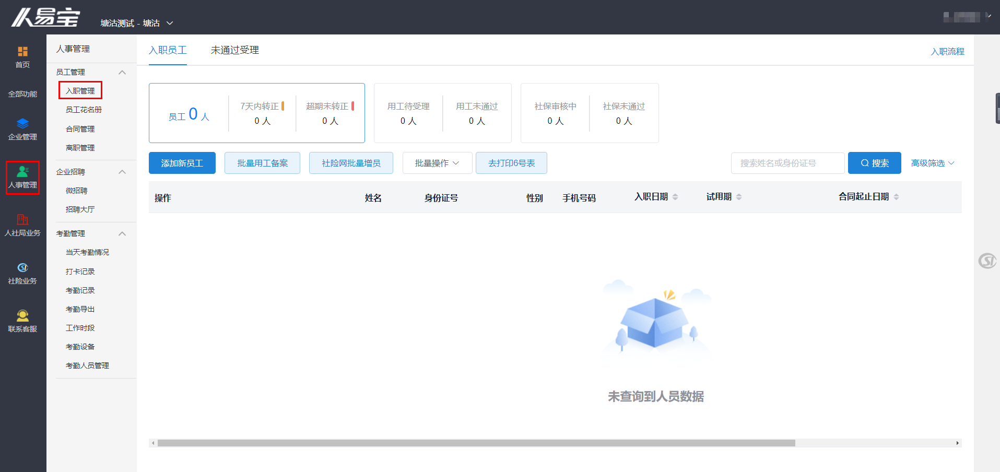 人易宝
塘沽测试 - 塘沽
首页
全部功能
企业管理
人事管理
人社局业务
社险业务
联系客服
人事管理
员工管理
入职管理
员工花名册
合同管理
离职管理
企业招聘
微招聘
招聘大厅
考勤管理
当天考勤情况
打卡记录
考勤记录
考勤导出
工作时段
考勤设备
考勤人员管理
入职员工 未通过受理 入职流程
员工 0 人
7天内转正
0 人
超期未转正
0 人
用工待受理
0 人
用工未通过
0 人
社保审核中
0 人
社保未通过
0 人
添加新员工 批量用工备案 社险网批量增员 批量操作 去打印6号表 搜索姓名或身份证号 搜索 高级筛选
操作 姓名 身份证号 性别 手机号码 入职日期 试用期 合同起止日期
未查询到人员数据